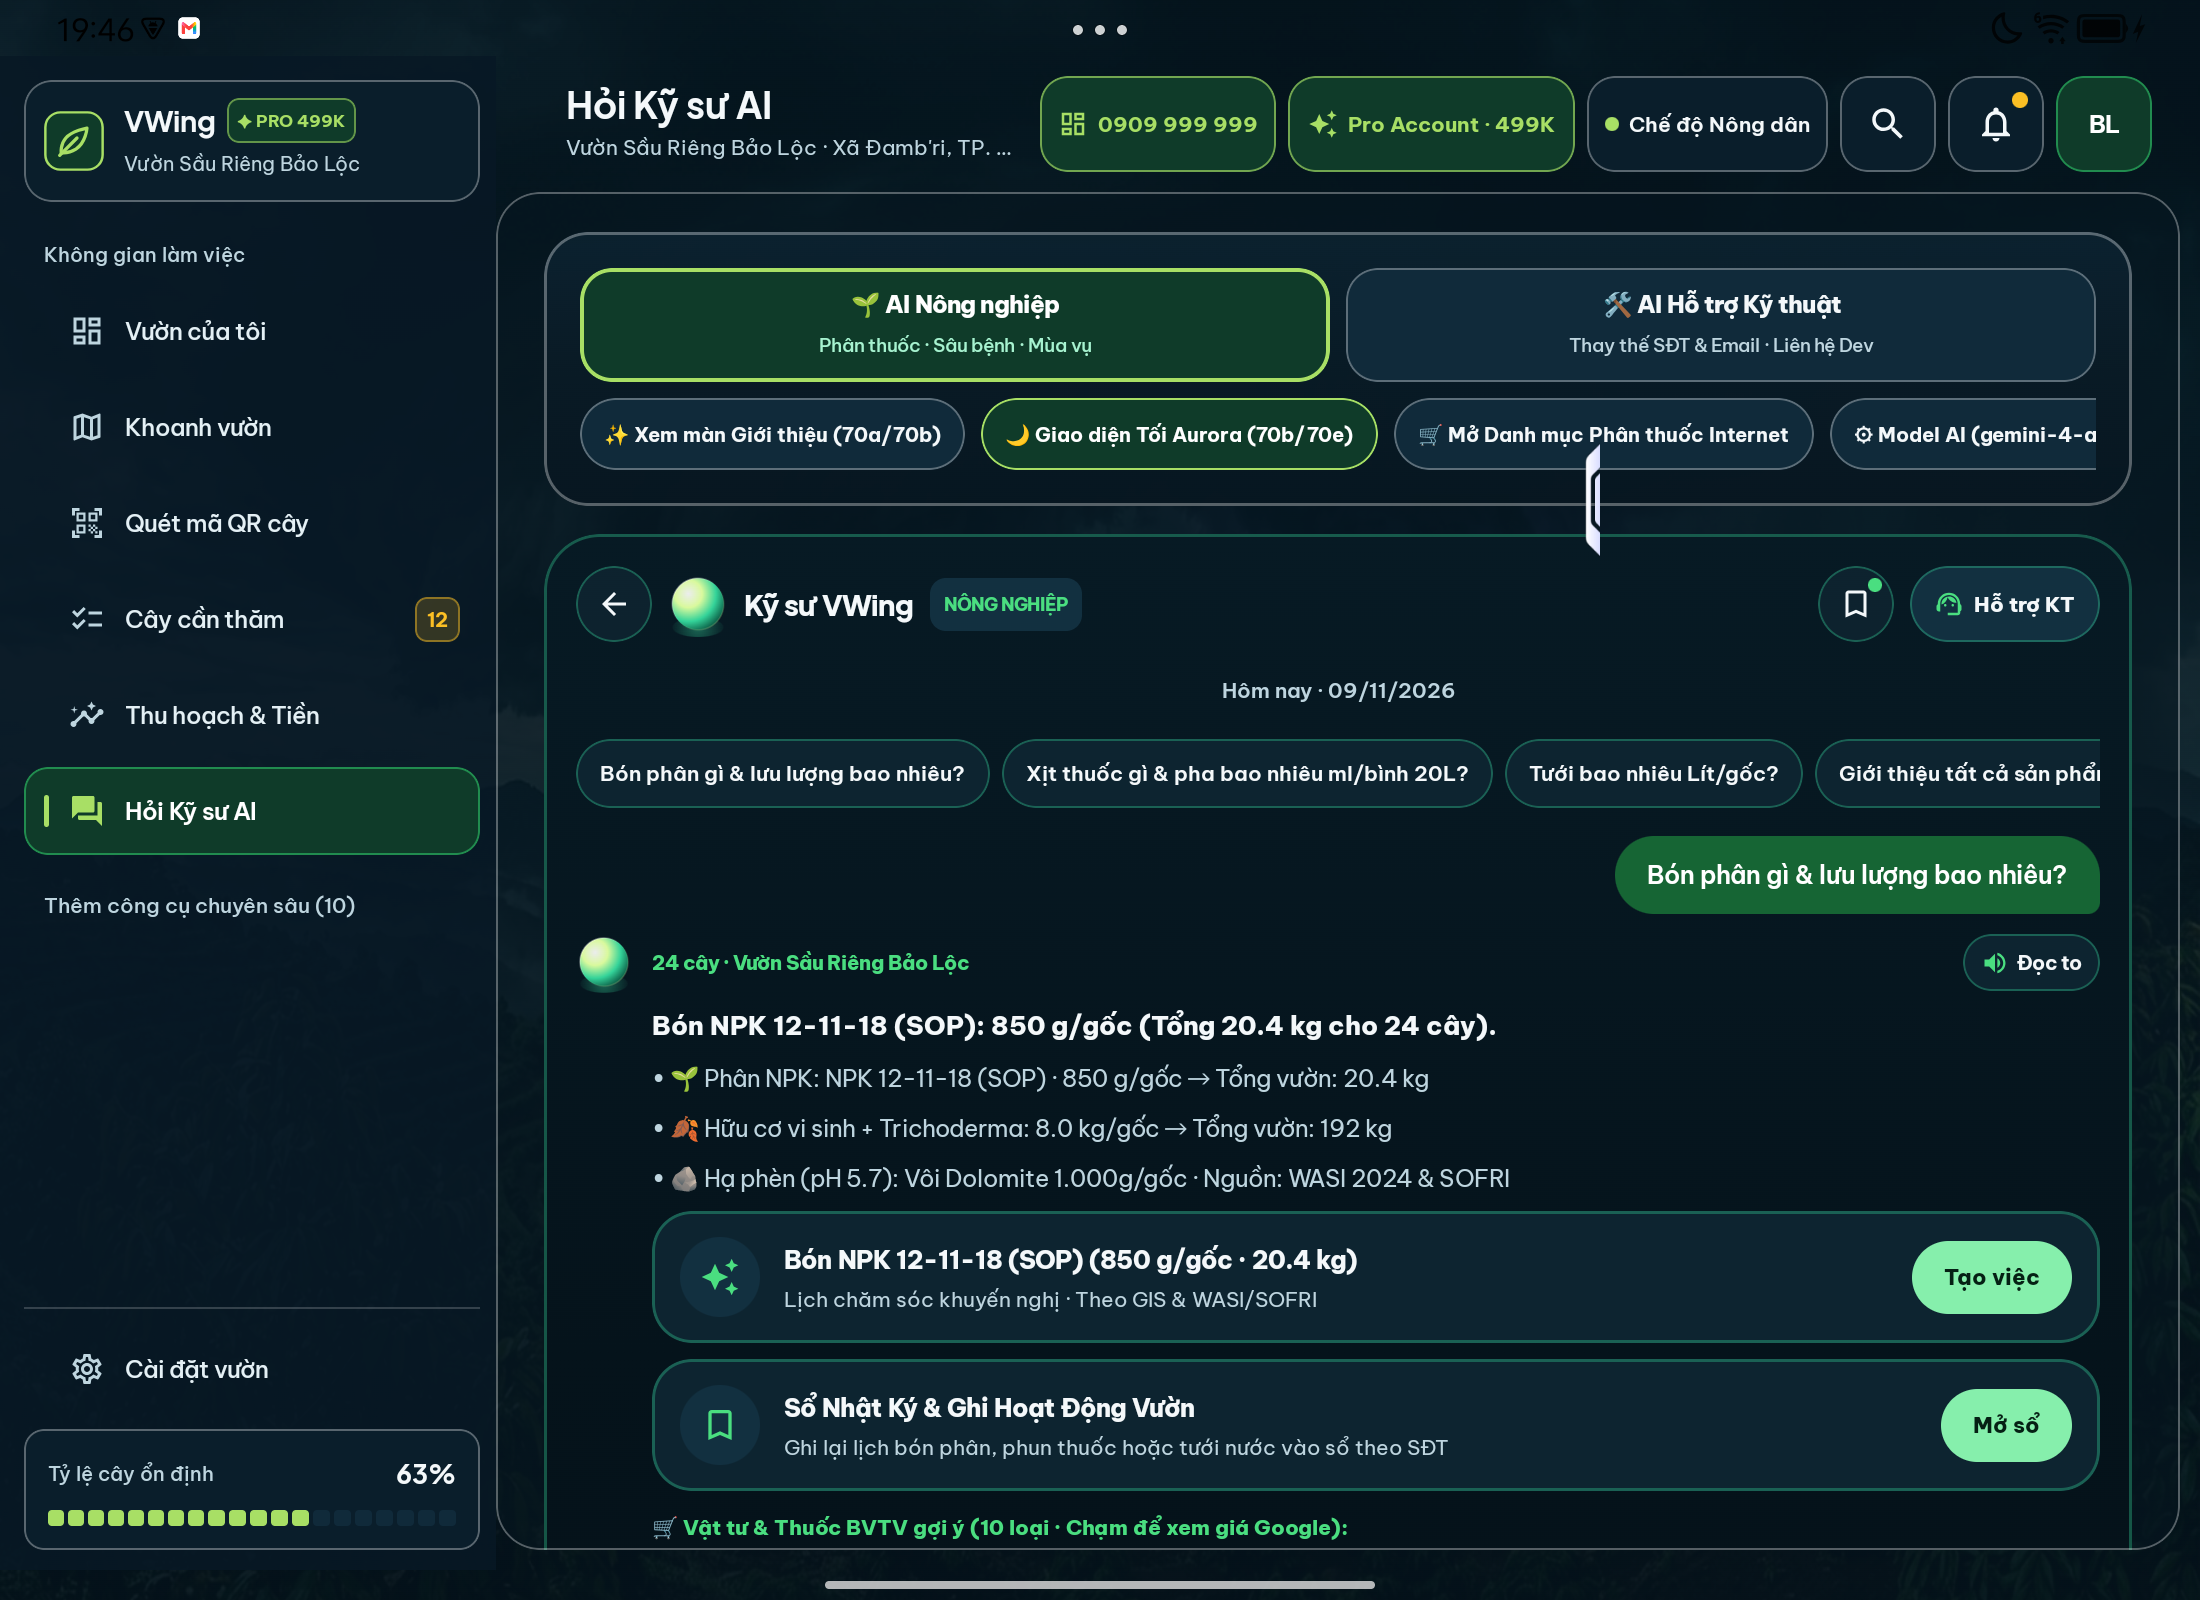 19:46
VWing
PRO 499K
Vườn Sầu Riêng Bảo Lộc
Không gian làm việc
Vườn của tôi
Khoanh vườn
Quét mã QR cây
Cây cần thăm
12
Thu hoạch & Tiền
Hỏi Kỹ sư AI
Thêm công cụ chuyên sâu (10)
Cài đặt vườn
Tỷ lệ cây ổn định
63%
Hỏi Kỹ sư AI
Vườn Sầu Riêng Bảo Lộc · Xã Đamb'ri, TP. ...
0909 999 999
Pro Account · 499K
Chế độ Nông dân
BL
🌱 AI Nông nghiệp
Phân thuốc · Sâu bệnh · Mùa vụ
🛠️ AI Hỗ trợ Kỹ thuật
Thay thế SĐT & Email · Liên hệ Dev
✨ Xem màn Giới thiệu (70a/70b)
🌙 Giao diện Tối Aurora (70b/70e)
🛒 Mở Danh mục Phân thuốc Internet
⚙ Model AI (gemini-4-a
Kỹ sư VWing
NÔNG NGHIỆP
Hỗ trợ KT
Hôm nay · 09/11/2026
Bón phân gì & lưu lượng bao nhiêu?
Xịt thuốc gì & pha bao nhiêu ml/bình 20L?
Tưới bao nhiêu Lít/gốc?
Giới thiệu tất cả sản phẩm
Bón phân gì & lưu lượng bao nhiêu?
24 cây · Vườn Sầu Riêng Bảo Lộc
Đọc to
Bón NPK 12-11-18 (SOP): 850 g/gốc (Tổng 20.4 kg cho 24 cây).
• 🌱 Phân NPK: NPK 12-11-18 (SOP) · 850 g/gốc → Tổng vườn: 20.4 kg
• 🍂 Hữu cơ vi sinh + Trichoderma: 8.0 kg/gốc → Tổng vườn: 192 kg
• 🪨 Hạ phèn (pH 5.7): Vôi Dolomite 1.000g/gốc · Nguồn: WASI 2024 & SOFRI
Bón NPK 12-11-18 (SOP) (850 g/gốc · 20.4 kg)
Lịch chăm sóc khuyến nghị · Theo GIS & WASI/SOFRI
Tạo việc
Sổ Nhật Ký & Ghi Hoạt Động Vườn
Ghi lại lịch bón phân, phun thuốc hoặc tưới nước vào sổ theo SĐT
Mở sổ
🛒 Vật tư & Thuốc BVTV gợi ý (10 loại · Chạm để xem giá Google):